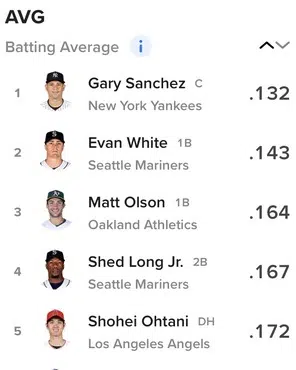 AVG
Batting Average i
1 Gary Sanchez C .132
New York Yankees
2 Evan White 1B .143
Seattle Mariners
3 Matt Olson 1B .164
Oakland Athletics
4 Shed Long Jr. 2B .167
Seattle Mariners
5 Shohei Ohtani DH .172
Los Angeles Angels